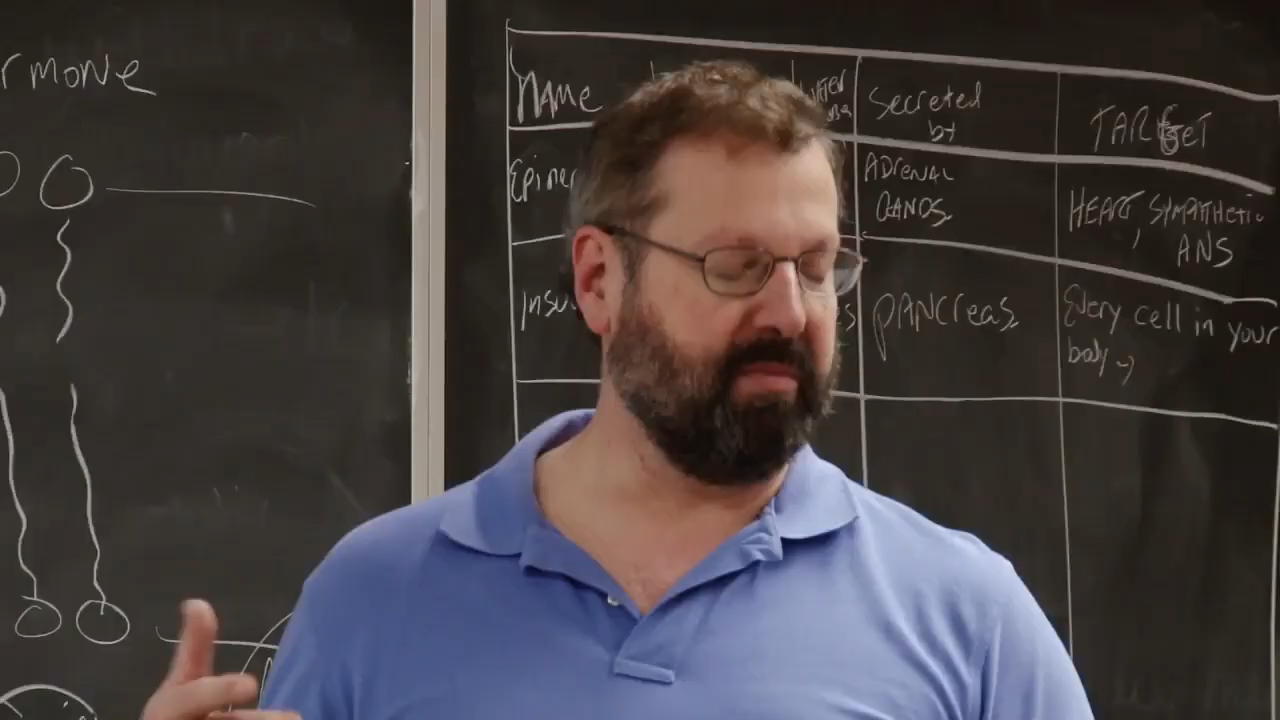 rmone
Name
Secreted
by
TARGET
Epine
ADrenAL
GLANDS
HEART, SYMPATHetic
ANS
Insu
PANCreas
Every cell in your
body